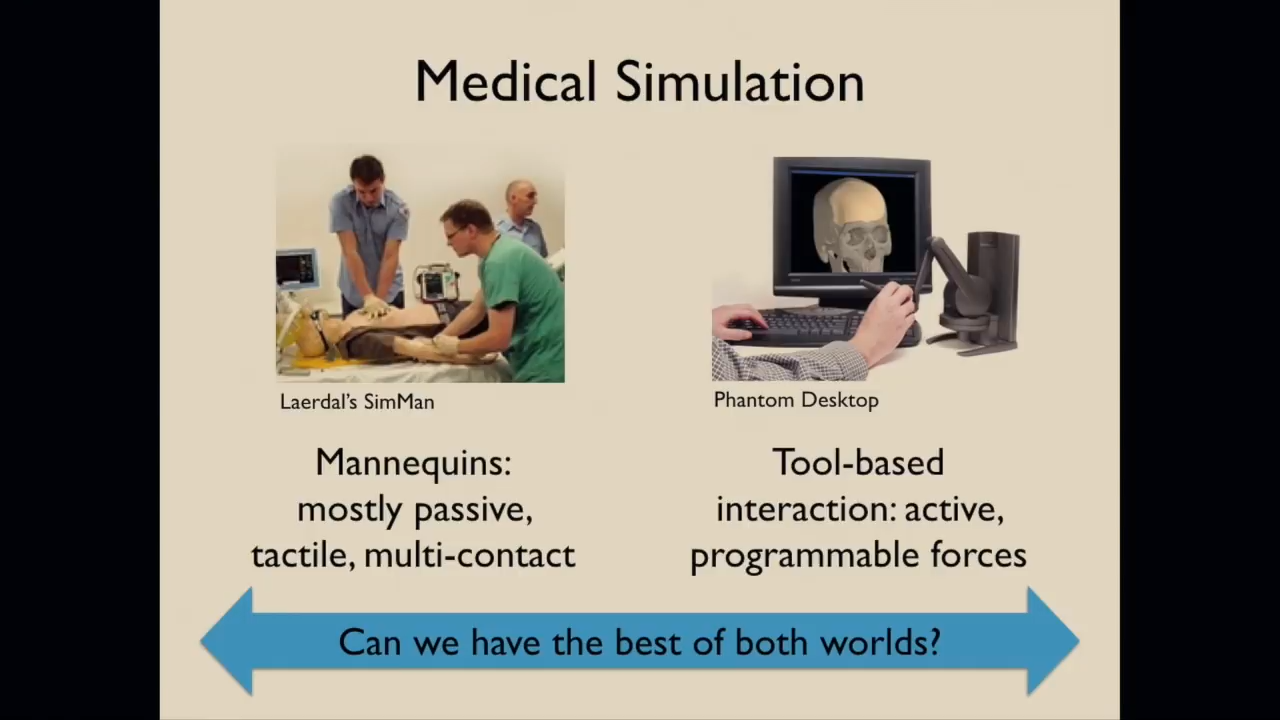 Medical Simulation
Laerdal's SimMan
Phantom Desktop
Mannequins:
mostly passive,
tactile, multi-contact
Tool-based
interaction: active,
programmable forces
Can we have the best of both worlds?